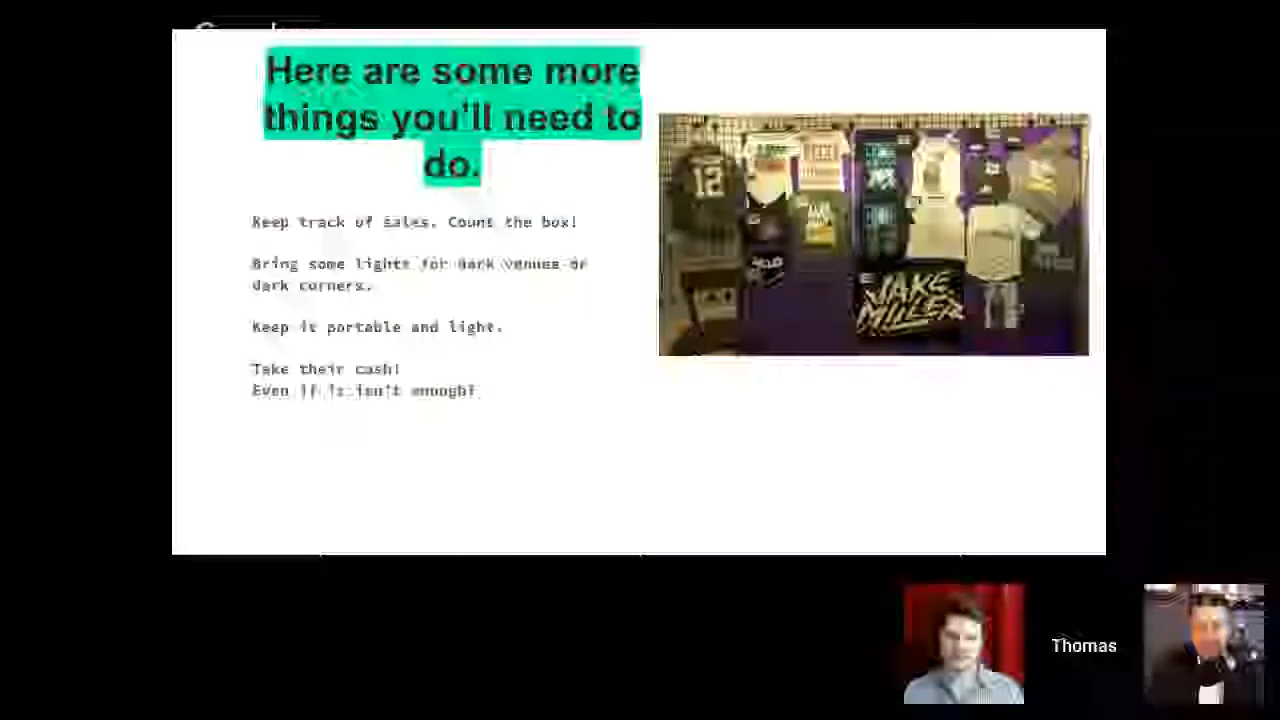 Here are some more
things you'll need to
do.
Keep track of sales. Count the box!
Bring some lights for dark venues or
dark corners.
Keep it portable and light.
Take their cash!
Even if is isn't enough?
12
JAKE
MILLER
Thomas